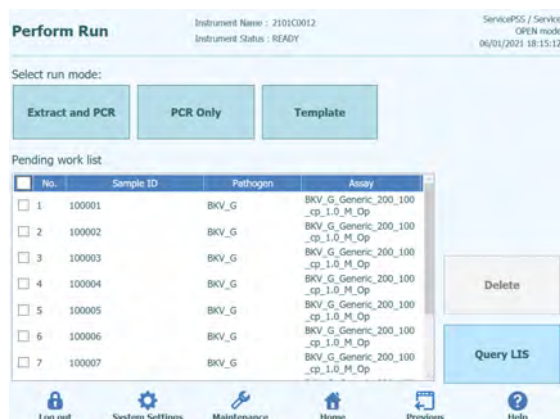 Perform Run
Instrument Name : 2101C0012
Instrument Status : READY
ServicePSS / Service
OPEN mode
06/01/2021 18:15:12
Select run mode:
Extract and PCR
PCR Only
Template
Pending work list
No. Sample ID Pathogen Assay
1 100001 BKV_G BKV_G_Generic_200_100
_cp_1.0_M_Op
2 100002 BKV_G BKV_G_Generic_200_100
_cp_1.0_M_Op
3 100003 BKV_G BKV_G_Generic_200_100
_cp_1.0_M_Op
4 100004 BKV_G BKV_G_Generic_200_100
_cp_1.0_M_Op
5 100005 BKV_G BKV_G_Generic_200_100
_cp_1.0_M_Op
6 100006 BKV_G BKV_G_Generic_200_100
_cp_1.0_M_Op
7 100007 BKV_G BKV_G_Generic_200_100
_cp_1.0_M_Op
Delete
Query LIS
Log out
System Settings
Maintenance
Home
Previous
Help